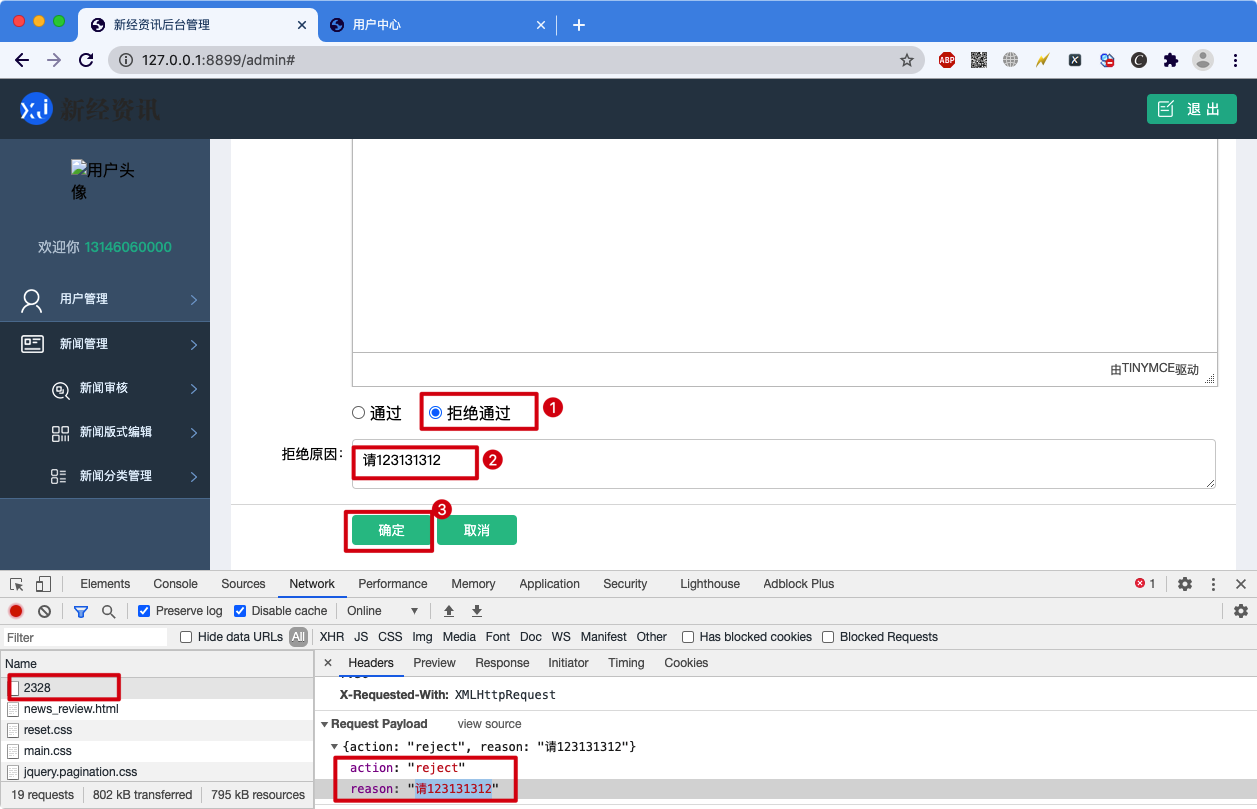 新经资讯后台管理
用户中心
127.0.0.1:8899/admin#
ABP
新经资讯
退 出
用户头像
欢迎你 13146060000
用户管理
新闻管理
新闻审核
新闻版式编辑
新闻分类管理
由TINYMCE驱动
通过 拒绝通过 1
拒绝原因: 请123131312 2
确定 3 取消
Elements Console Sources Network Performance Memory Application Security Lighthouse Adblock Plus 1
Preserve log Disable cache Online
Filter Hide data URLs All XHR JS CSS Img Media Font Doc WS Manifest Other Has blocked cookies Blocked Requests
Name
2328
news_review.html
reset.css
main.css
jquery.pagination.css
19 requests 802 kB transferred 795 kB resources
Headers Preview Response Initiator Timing Cookies
X-Requested-With: XMLHttpRequest
Request Payload view source
{action: "reject", reason: "请123131312"}
action: "reject"
reason: "请123131312"